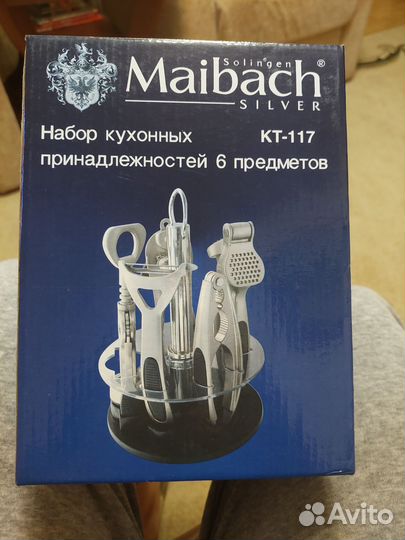 Solingen
Maibach®
SILVER
Набор кухонных KT-117
принадлежностей 6 предметов
Avito